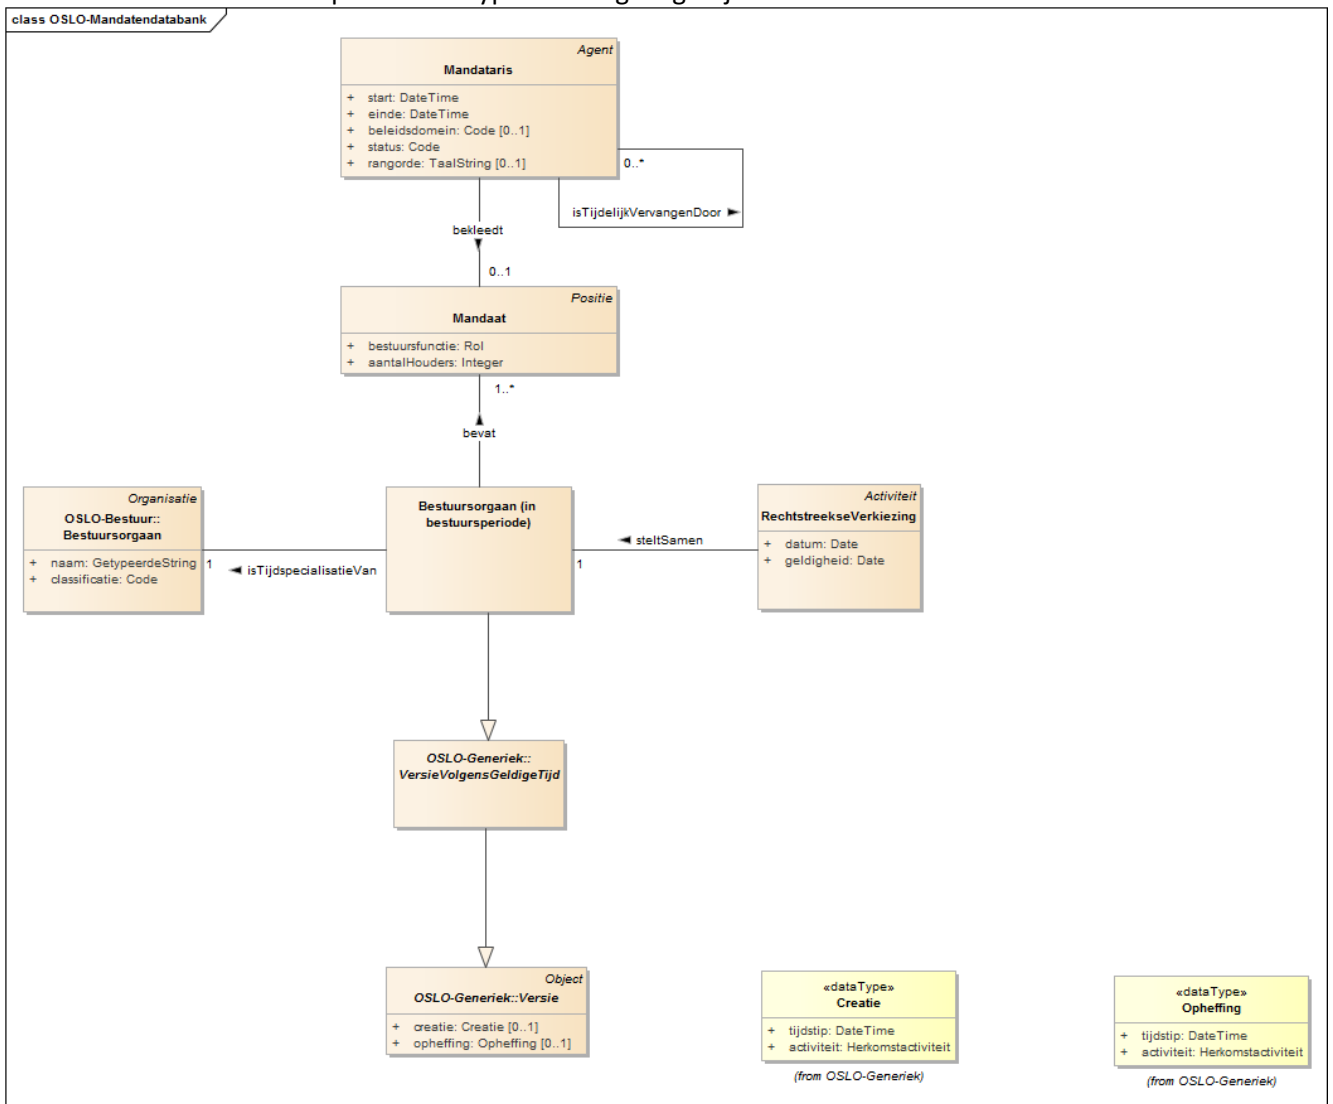 class OSLO-Mandatendatabank
Agent
Mandataris
+ start: DateTime
+ einde: DateTime
+ beleidsdomein: Code [0..1]
+ status: Code
+ rangorde: TaalString [0..1]
0..*
isTijdelijkVervangenDoor
bekleedt
0..1
Positie
Mandaat
+ bestuursfunctie: Rol
+ aantalHouders: Integer
1..*
bevat
Organisatie
OSLO-Bestuur::
Bestuursorgaan
+ naam: GetypeerdeString
+ classificatie: Code
1
isTijdspecialisatieVan
Bestuursorgaan (in
bestuursperiode)
steltSamen
1
Activiteit
RechtstreekseVerkiezing
+ datum: Date
+ geldigheid: Date
OSLO-Generiek::
VersieVolgensGeldigeTijd
Object
OSLO-Generiek::Versie
+ creatie: Creatie [0..1]
+ opheffing: Opheffing [0..1]
«dataType»
Creatie
+ tijdstip: DateTime
+ activiteit: Herkomstactiviteit
(from OSLO-Generiek)
«dataType»
Opheffing
+ tijdstip: DateTime
+ activiteit: Herkomstactiviteit
(from OSLO-Generiek)